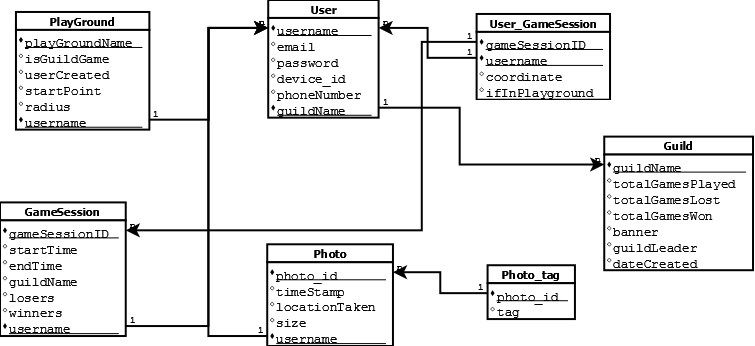 PlayGround
playGroundName
isGuildGame
userCreated
startPoint
radius
username
1
User
username
email
password
device_id
phoneNumber
guildName
1
User_GameSession
gameSessionID
username
coordinate
ifInPlayground
1
1
Guild
guildName
totalGamesPlayed
totalGamesLost
totalGamesWon
banner
guildLeader
dateCreated
GameSession
gameSessionID
startTime
endTime
guildName
losers
winners
username
1
Photo
photo_id
timeStamp
locationTaken
size
username
1
Photo_tag
photo_id
tag
1